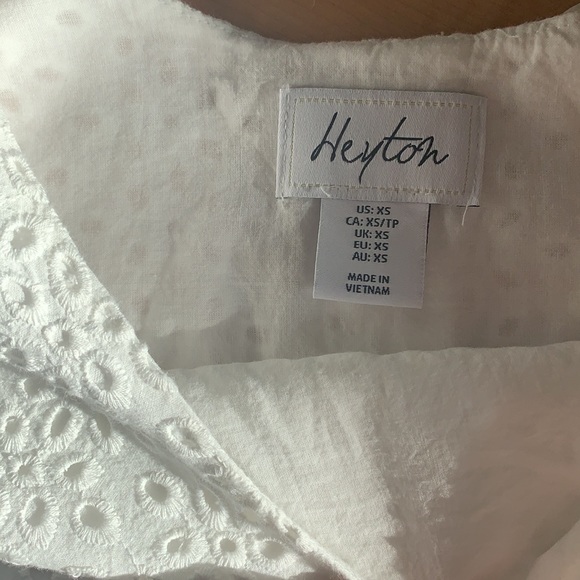 Heyton
US: XS
CA: XS/TP
UK: XS
EU: XS
AU: XS
MADE IN
VIETNAM